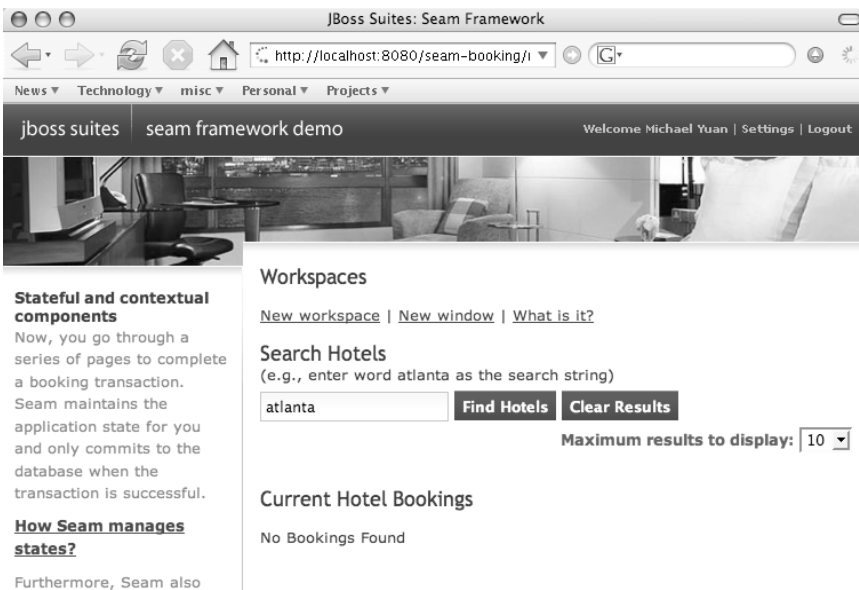 JBoss Suites: Seam Framework
http://localhost:8080/seam-booking/
G
News Technology misc Personal Projects
jboss suites seam framework demo Welcome Michael Yuan | Settings | Logout
Stateful and contextual
components
Now, you go through a
series of pages to complete
a booking transaction.
Seam maintains the
application state for you
and only commits to the
database when the
transaction is successful.
How Seam manages
states?
Furthermore, Seam also
Workspaces
New workspace | New window | What is it?
Search Hotels
(e.g., enter word atlanta as the search string)
atlanta Find Hotels Clear Results
Maximum results to display: 10
Current Hotel Bookings
No Bookings Found